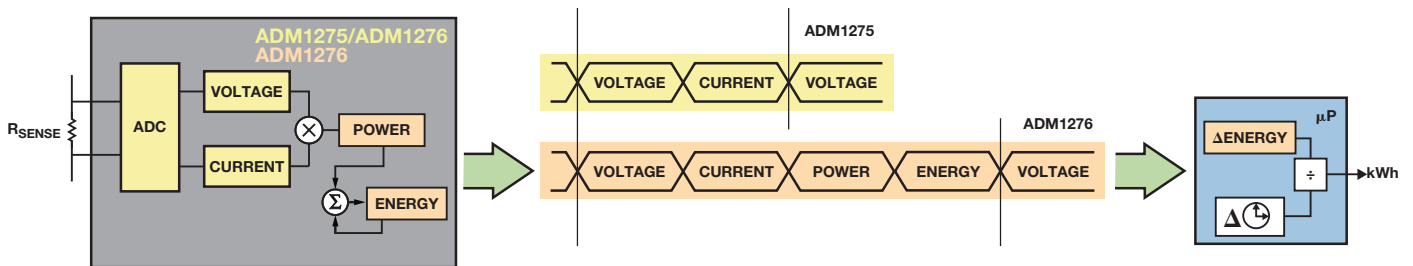 ADM1275/ADM1276
ADM1276
R_SENSE
ADC
VOLTAGE
CURRENT
×
POWER
Σ
ENERGY
ADM1275
VOLTAGE CURRENT VOLTAGE
ADM1276
VOLTAGE CURRENT POWER ENERGY VOLTAGE
μP
ΔENERGY
÷
kWh
Δ